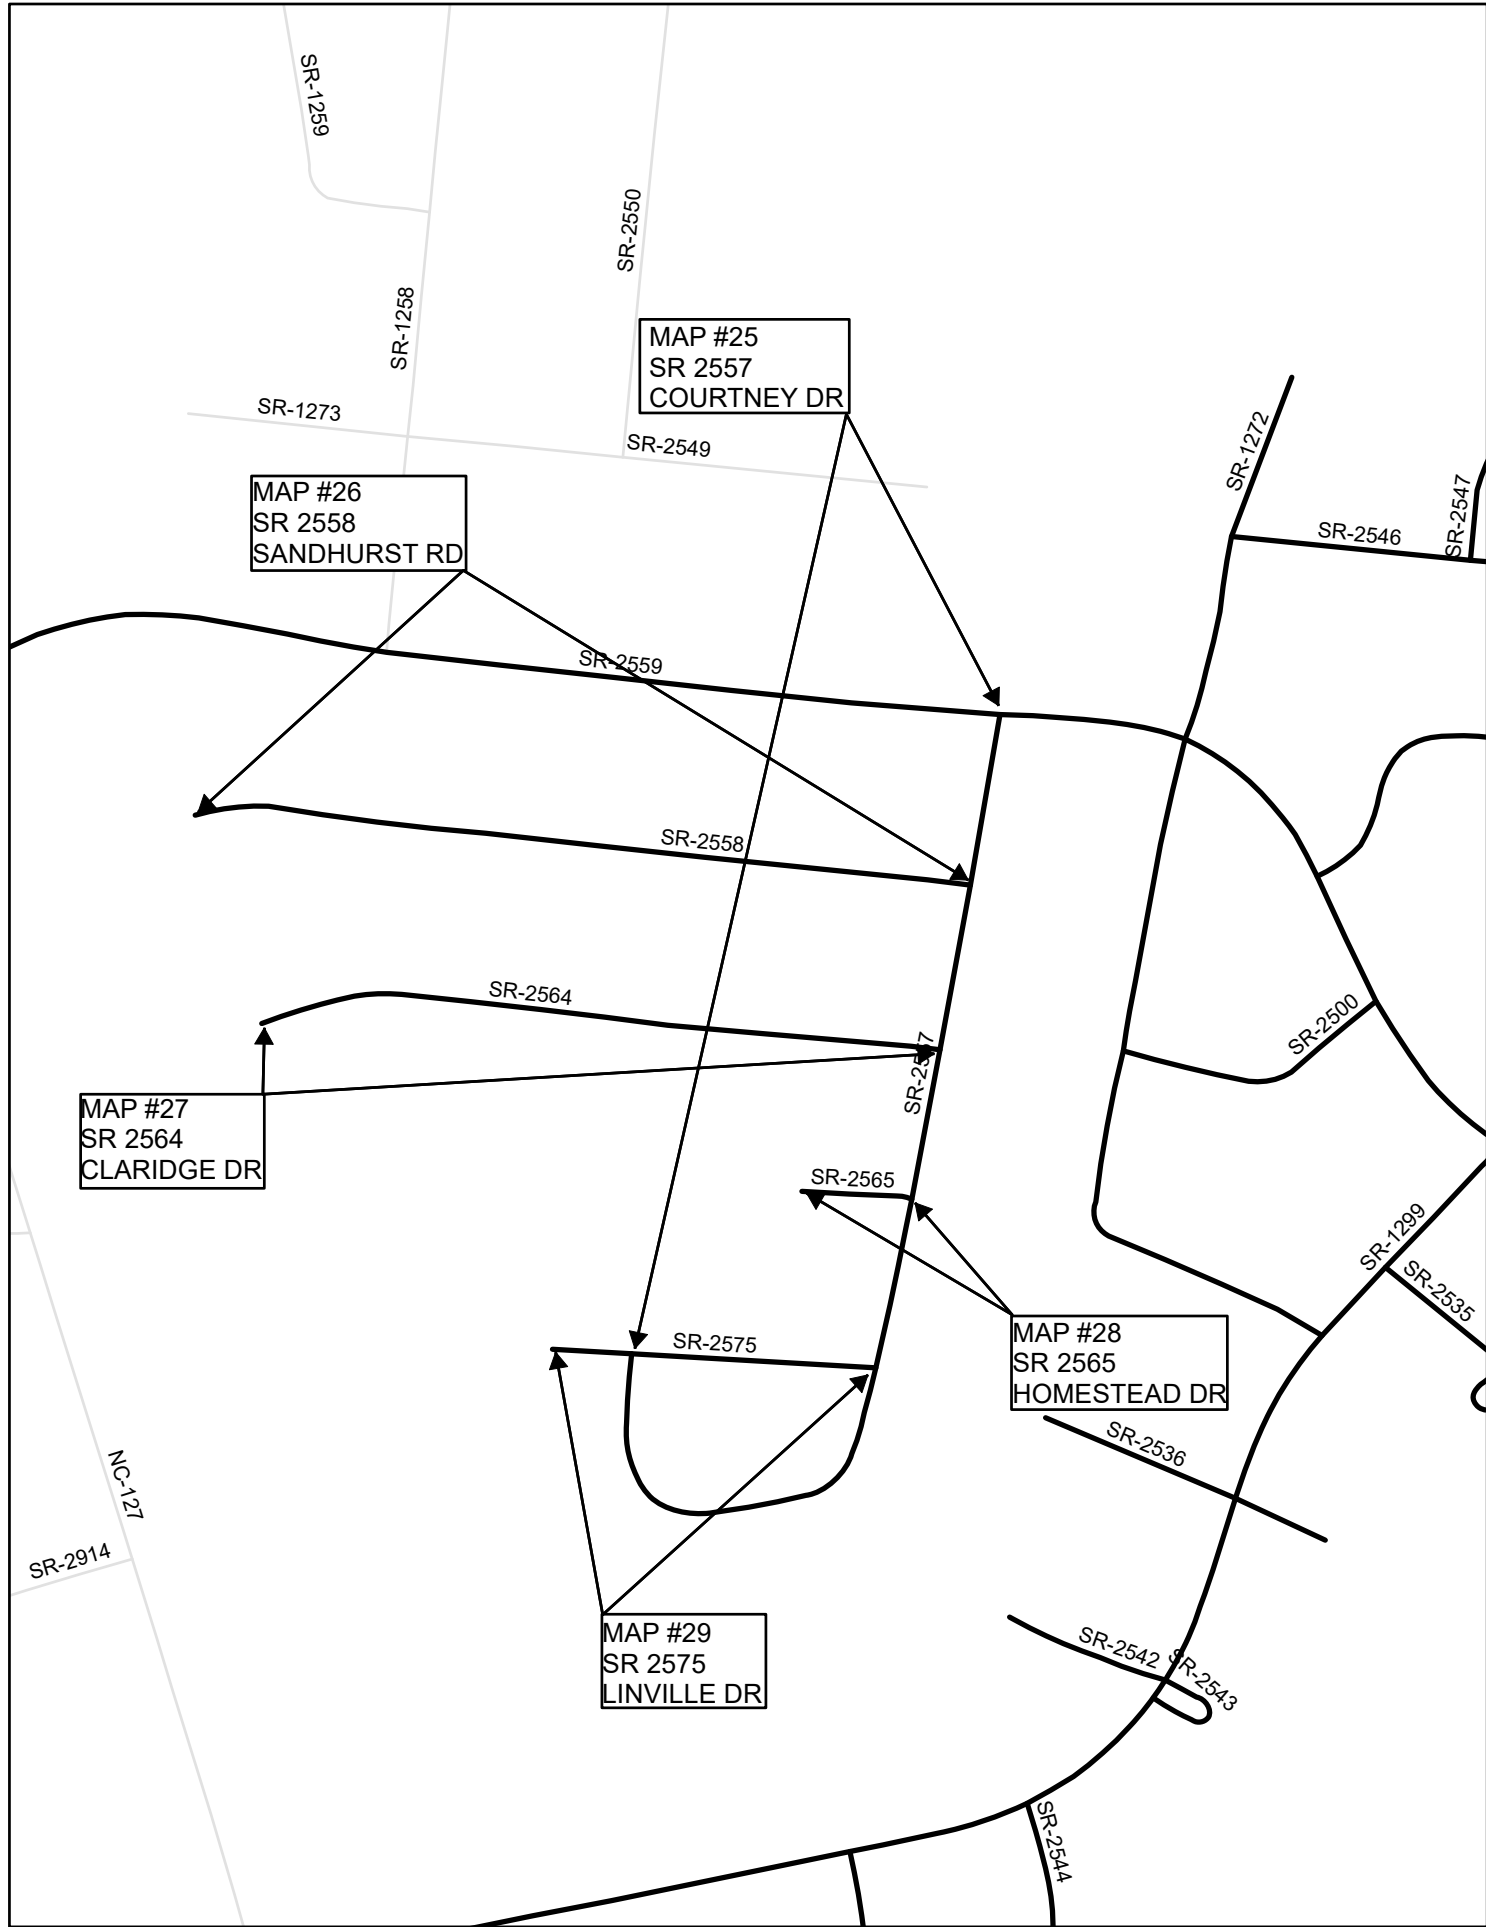 SR-1259
SR-2550
SR-1258
MAP #25
SR 2557
COURTNEY DR
SR-1273
SR-2549
SR-1272
MAP #26
SR 2558
SANDHURST RD
SR-2547
SR-2546
SR-2559
SR-2558
SR-2564
SR-2500
SR-2557
MAP #27
SR 2564
CLARIDGE DR
SR-2565
SR-1299
SR-2535
MAP #28
SR 2565
HOMESTEAD DR
SR-2575
SR-2536
NC-127
SR-2914
MAP #29
SR 2575
LINVILLE DR
SR-2542
SR-2543
SR-2544